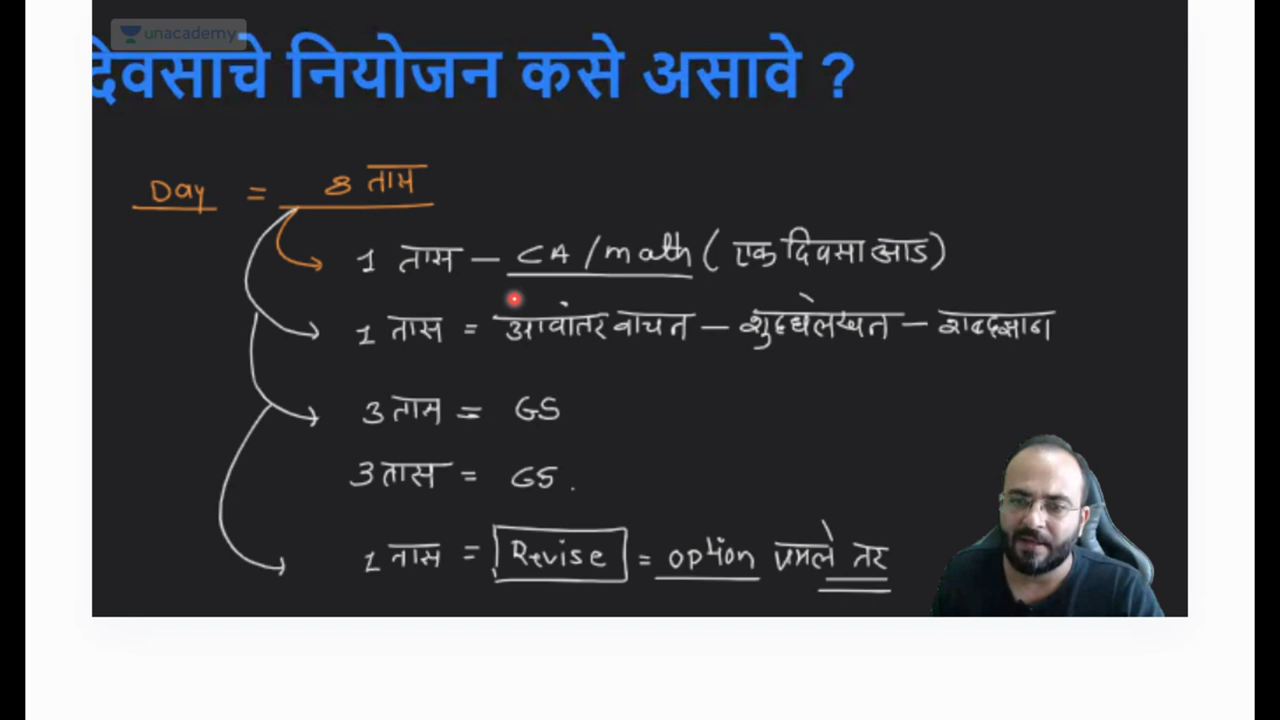 unacademy
दिवसाचे नियोजन कसे असावे ?
Day = 8 तास
1 तास – CA / math ( एक दिवसा आड )
1 तास = आवांतर वाचन – शुद्धलेखन – शब्दज्ञान
3 तास = GS
3 तास = GS .
1 तास = Revise = option जमले तर